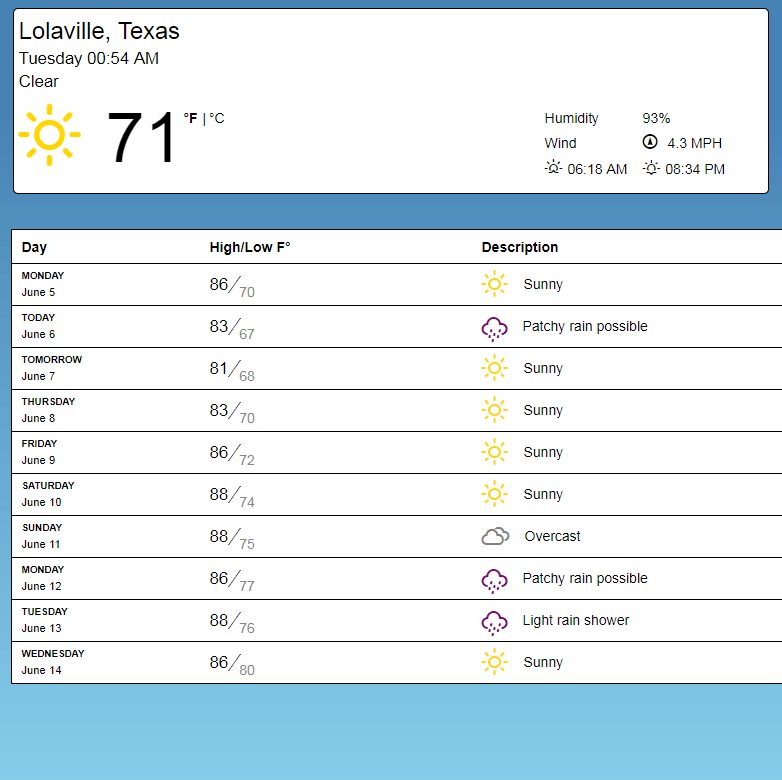 Lolaville, Texas
Tuesday 00:54 AM
Clear
71 °F | °C
Humidity 93%
Wind 4.3 MPH
06:18 AM 08:34 PM
Day High/Low F° Description
MONDAY
June 5
86/70 Sunny
TODAY
June 6
83/67 Patchy rain possible
TOMORROW
June 7
81/68 Sunny
THURSDAY
June 8
83/70 Sunny
FRIDAY
June 9
86/72 Sunny
SATURDAY
June 10
88/74 Sunny
SUNDAY
June 11
88/75 Overcast
MONDAY
June 12
86/77 Patchy rain possible
TUESDAY
June 13
88/76 Light rain shower
WEDNESDAY
June 14
86/80 Sunny